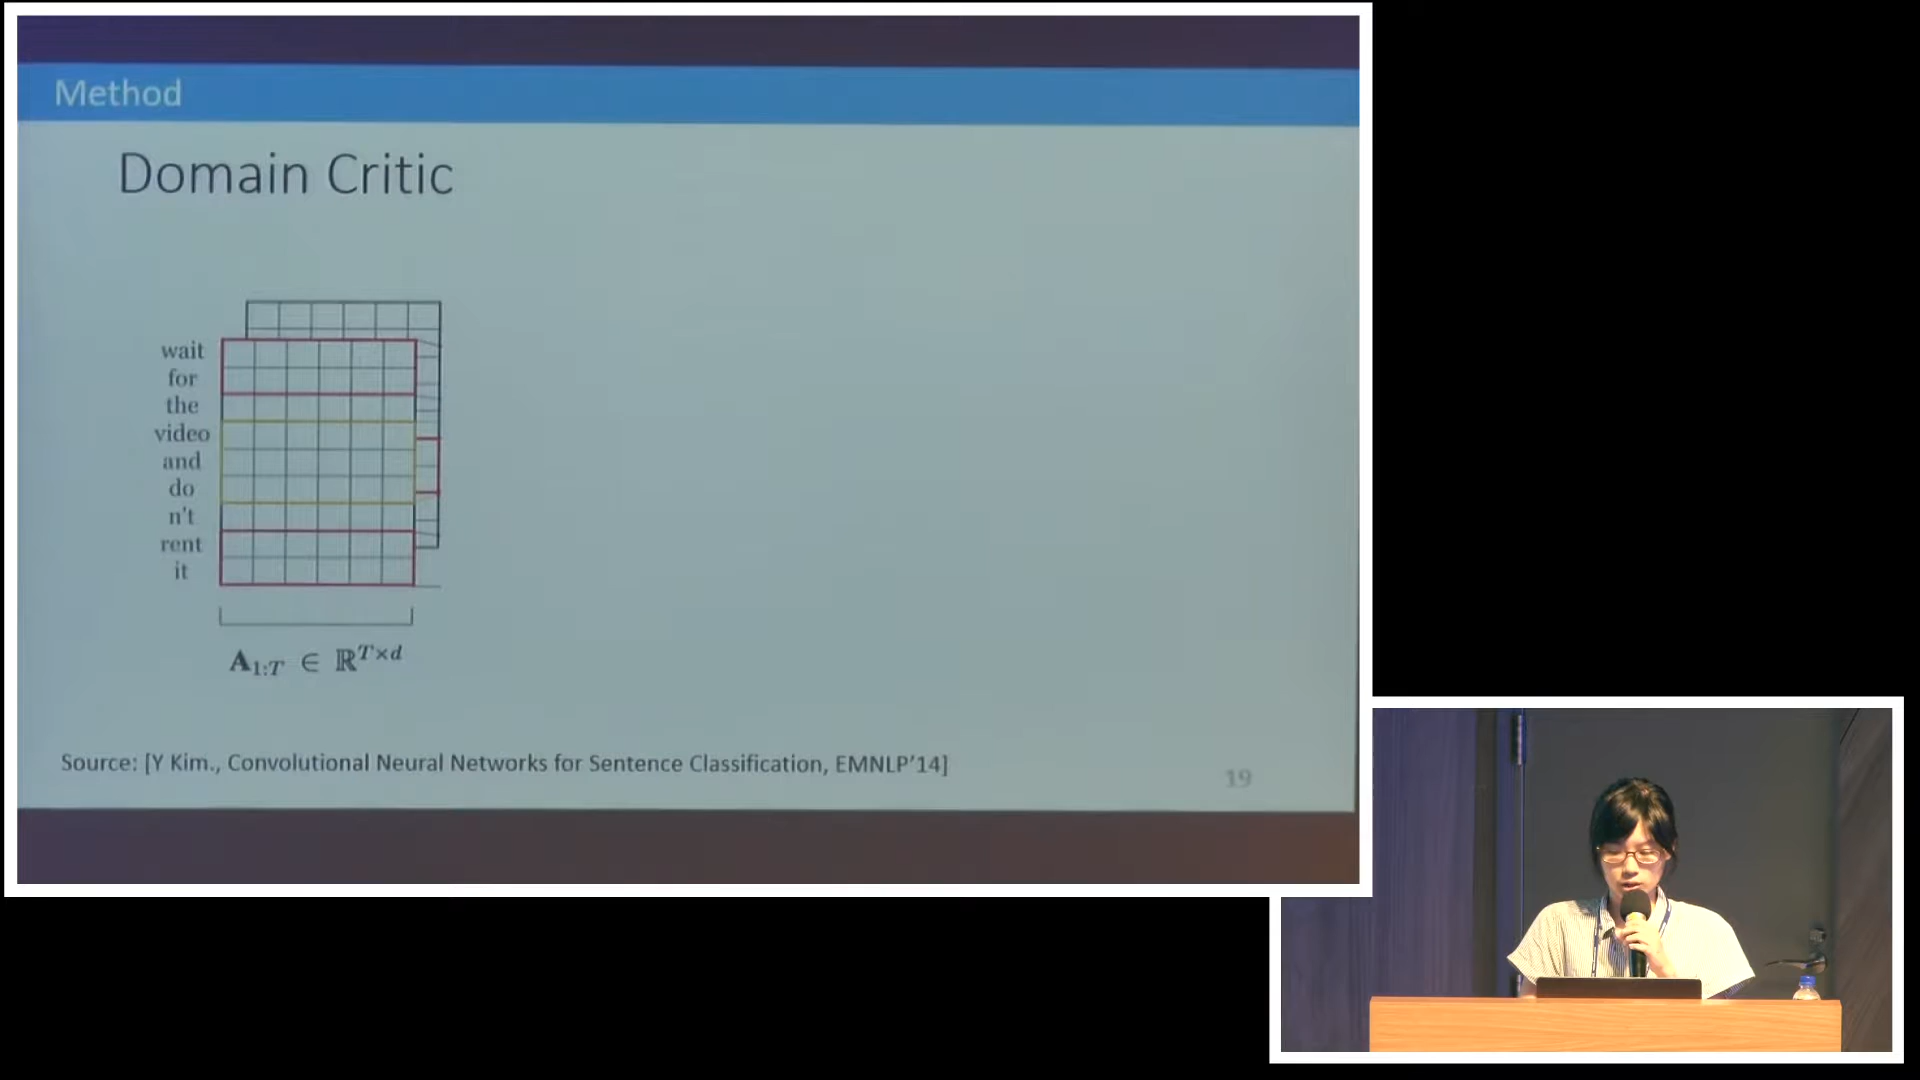 Method
Domain Critic
wait
for
the
video
and
do
n't
rent
it
A₁:T ∈ ℝᵀˣᵈ
Source: [Y Kim., Convolutional Neural Networks for Sentence Classification, EMNLP'14]
19